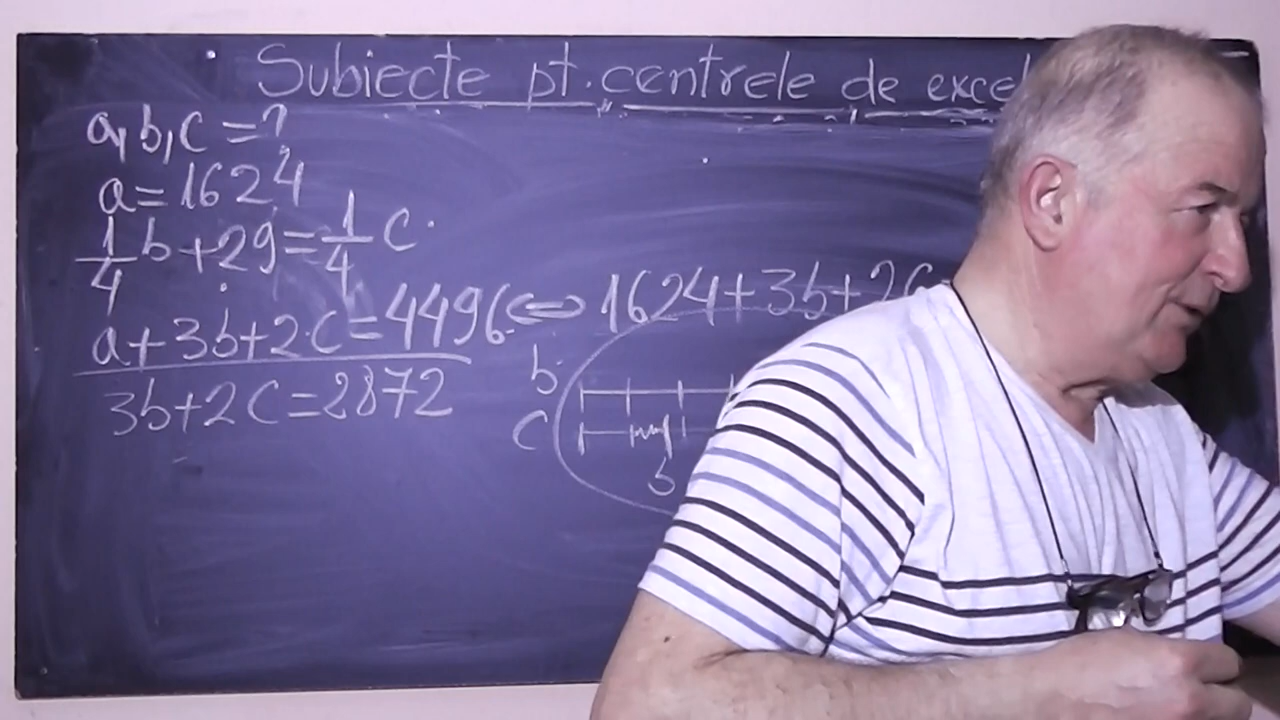 Subiecte pt. centrele de excel
a, b, c = ?
a = 1624
1/4 b + 29 = 1/4 c
a + 3b + 2·c = 4496 ⇔ 1624 + 3b + 2c
3b + 2c = 2872
b
c